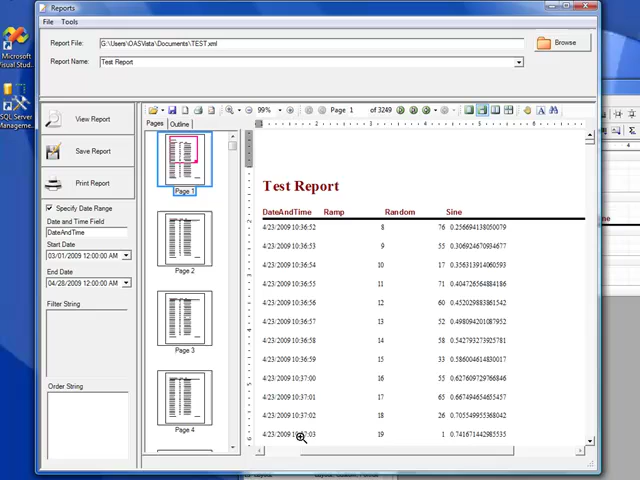 Reports
File Tools
Report File: G:\Users\OASVista\Documents\TEST.xml Browse
Report Name: Test Report
View Report
Save Report
Print Report
Specify Date Range
Date and Time Field
DateAndTime
Start Date
03/01/2009 12:00:00 AM
End Date
04/28/2009 12:00:00 AM
Filter String
Order String
99% Page 1 of 3249
Pages Outline
Page 1
Page 2
Page 3
Page 4
Test Report
DateAndTime Ramp Random Sine
4/23/2009 10:36:52 8 76 0.256694138050079
4/23/2009 10:36:53 9 55 0.306924670934677
4/23/2009 10:36:54 10 17 0.356313914060593
4/23/2009 10:36:55 11 71 0.404726564884186
4/23/2009 10:36:56 12 60 0.452029883861542
4/23/2009 10:36:57 13 52 0.498094201087952
4/23/2009 10:36:58 14 58 0.542793273925781
4/23/2009 10:36:59 15 33 0.586004614830017
4/23/2009 10:37:00 16 55 0.627609729766846
4/23/2009 10:37:01 17 65 0.667494654655457
4/23/2009 10:37:02 18 26 0.705549955368042
4/23/2009 19 1 0.741671442985535
Microsoft
Visual Stud...
SQL Server
Manageme...